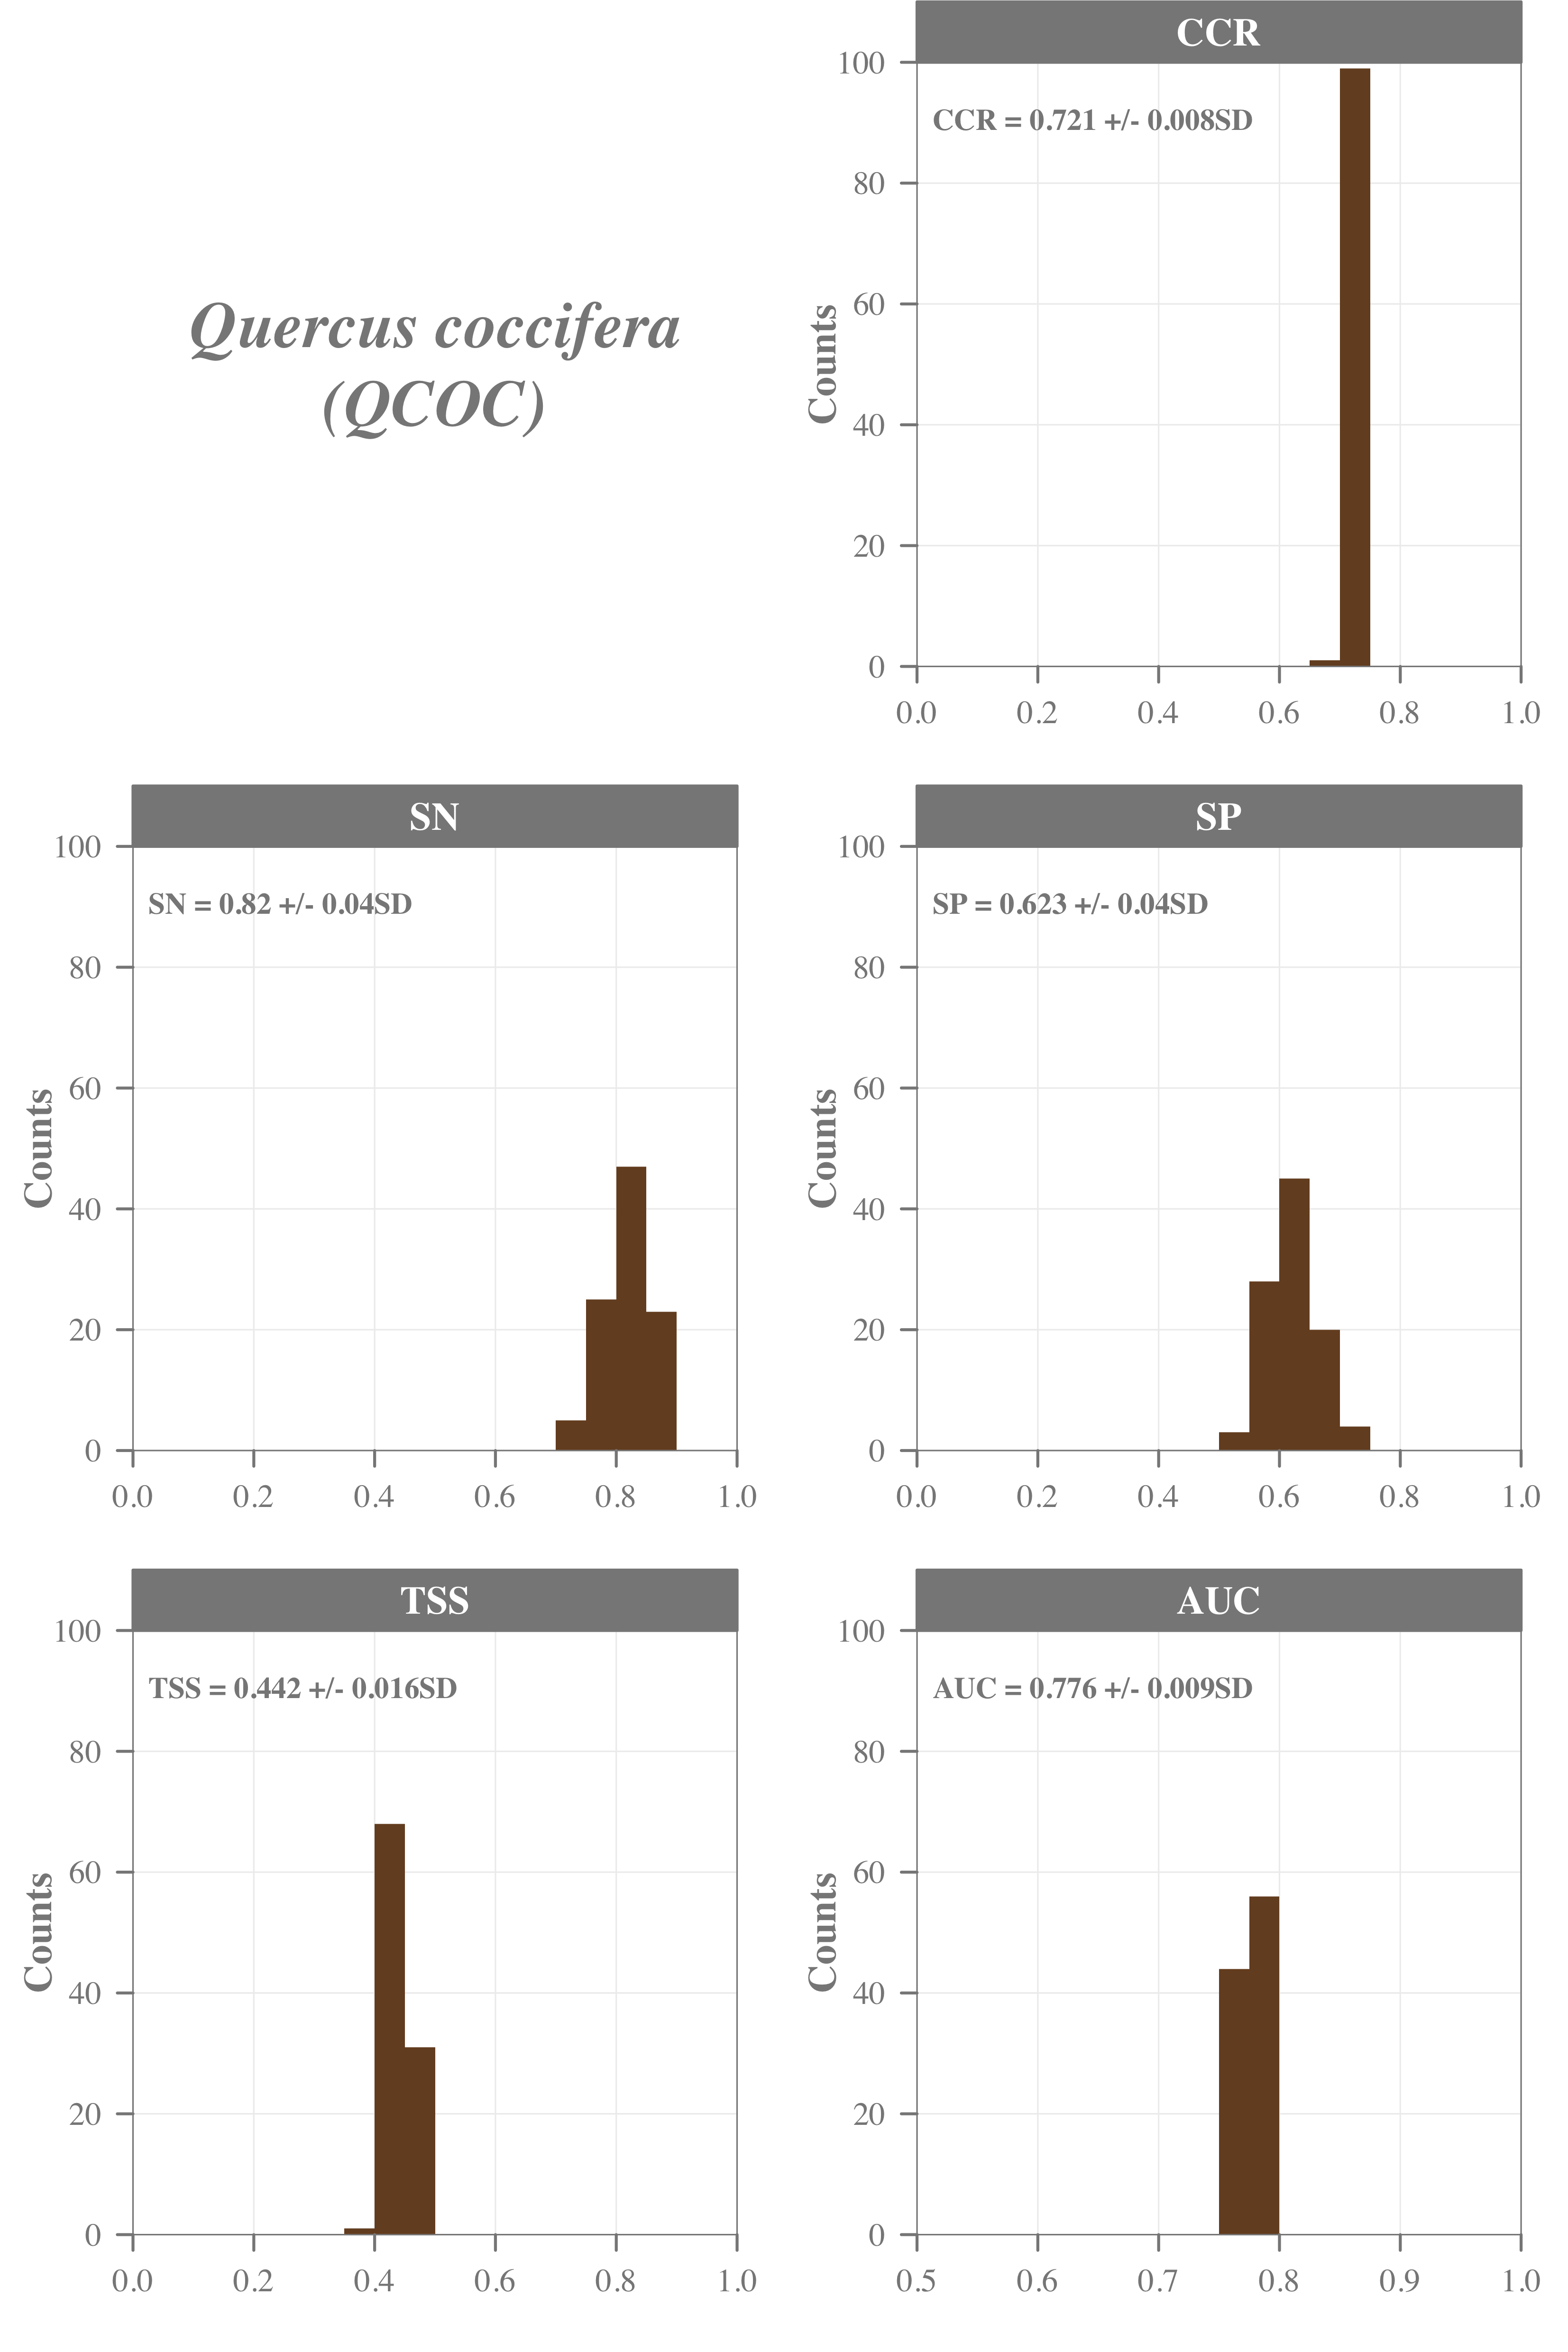 Quercus coccifera
(QCOC)
CCR
CCR = 0.721 +/- 0.008SD
Counts
100
80
60
40
20
0
0.0 0.2 0.4 0.6 0.8 1.0
SN
SN = 0.82 +/- 0.04SD
Counts
100
80
60
40
20
0
0.0 0.2 0.4 0.6 0.8 1.0
SP
SP = 0.623 +/- 0.04SD
Counts
100
80
60
40
20
0
0.0 0.2 0.4 0.6 0.8 1.0
TSS
TSS = 0.442 +/- 0.016SD
Counts
100
80
60
40
20
0
0.0 0.2 0.4 0.6 0.8 1.0
AUC
AUC = 0.776 +/- 0.009SD
Counts
100
80
60
40
20
0
0.5 0.6 0.7 0.8 0.9 1.0